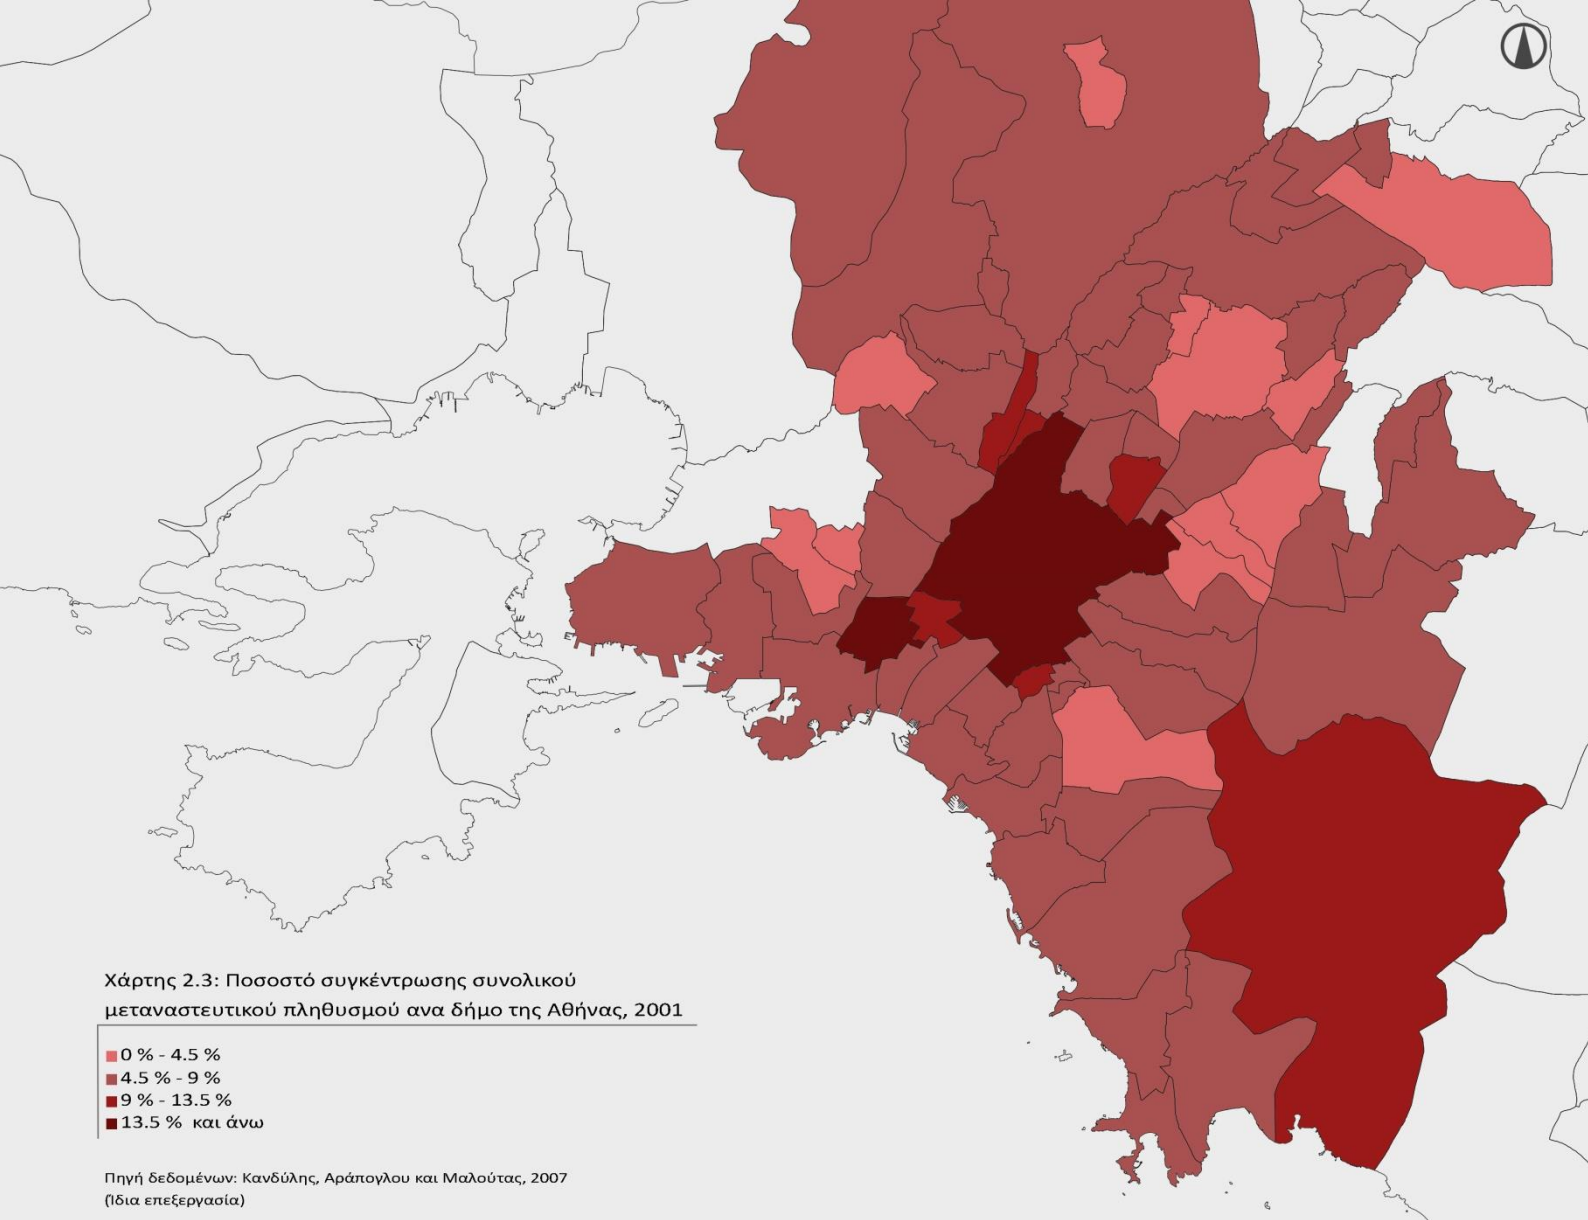 Χάρτης 2.3: Ποσοστό συγκέντρωσης συνολικού
μεταναστευτικού πληθυσμού ανα δήμο της Αθήνας, 2001
0 % - 4.5 %
4.5 % - 9 %
9 % - 13.5 %
13.5 % και άνω
Πηγή δεδομένων: Κανδύλης, Αράπογλου και Μαλούτας, 2007
(Ίδια επεξεργασία)